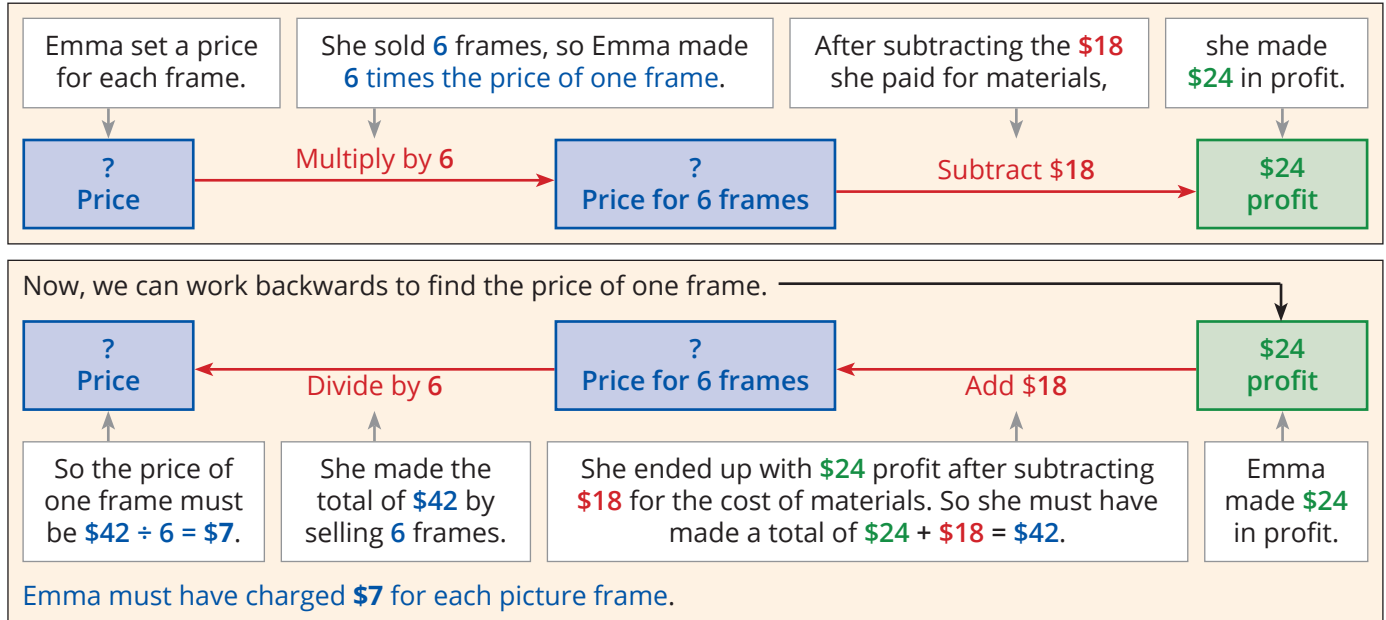 Emma set a price
for each frame.
She sold 6 frames, so Emma made
6 times the price of one frame.
After subtracting the $18
she paid for materials,
she made
$24 in profit.
?
Price
Multiply by 6
?
Price for 6 frames
Subtract $18
$24
profit
Now, we can work backwards to find the price of one frame.
?
Price
Divide by 6
?
Price for 6 frames
Add $18
$24
profit
So the price of
one frame must
be $42 ÷ 6 = $7.
She made the
total of $42 by
selling 6 frames.
She ended up with $24 profit after subtracting
$18 for the cost of materials. So she must have
made a total of $24 + $18 = $42.
Emma
made $24
in profit.
Emma must have charged $7 for each picture frame.